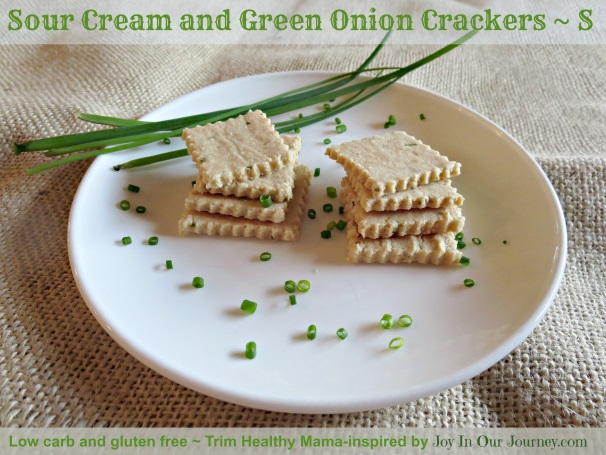 Sour Cream and Green Onion Crackers ~ S
Low carb and gluten free ~ Trim Healthy Mama-inspired by Joy In Our Journey.com